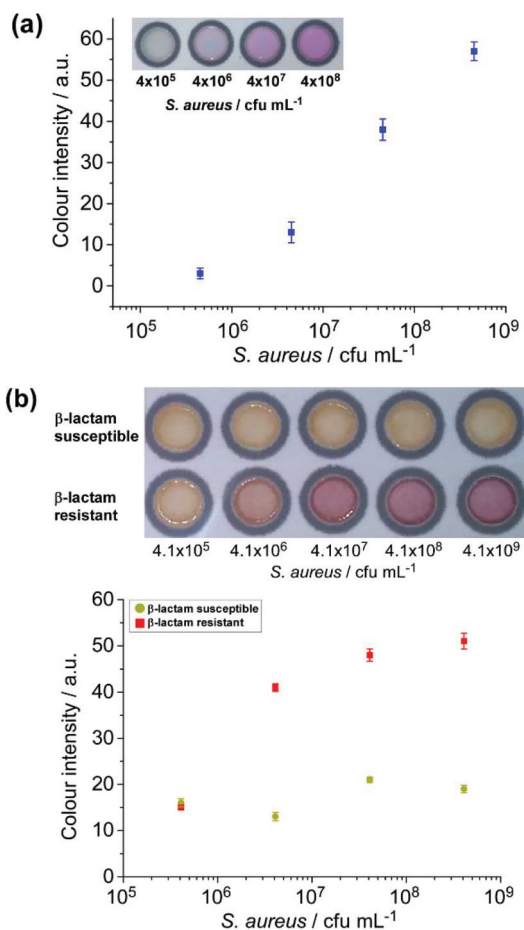 (a)
60
50
40
30
20
10
0
Colour intensity / a.u.
4x10⁵ 4x10⁶ 4x10⁷ 4x10⁸
S. aureus / cfu mL⁻¹
10⁵ 10⁶ 10⁷ 10⁸ 10⁹
S. aureus / cfu mL⁻¹
(b)
β-lactam
susceptible
β-lactam
resistant
4.1x10⁵ 4.1x10⁶ 4.1x10⁷ 4.1x10⁸ 4.1x10⁹
S. aureus / cfu mL⁻¹
60
50
40
30
20
10
0
Colour intensity / a.u.
β-lactam susceptible
β-lactam resistant
10⁵ 10⁶ 10⁷ 10⁸ 10⁹
S. aureus / cfu mL⁻¹